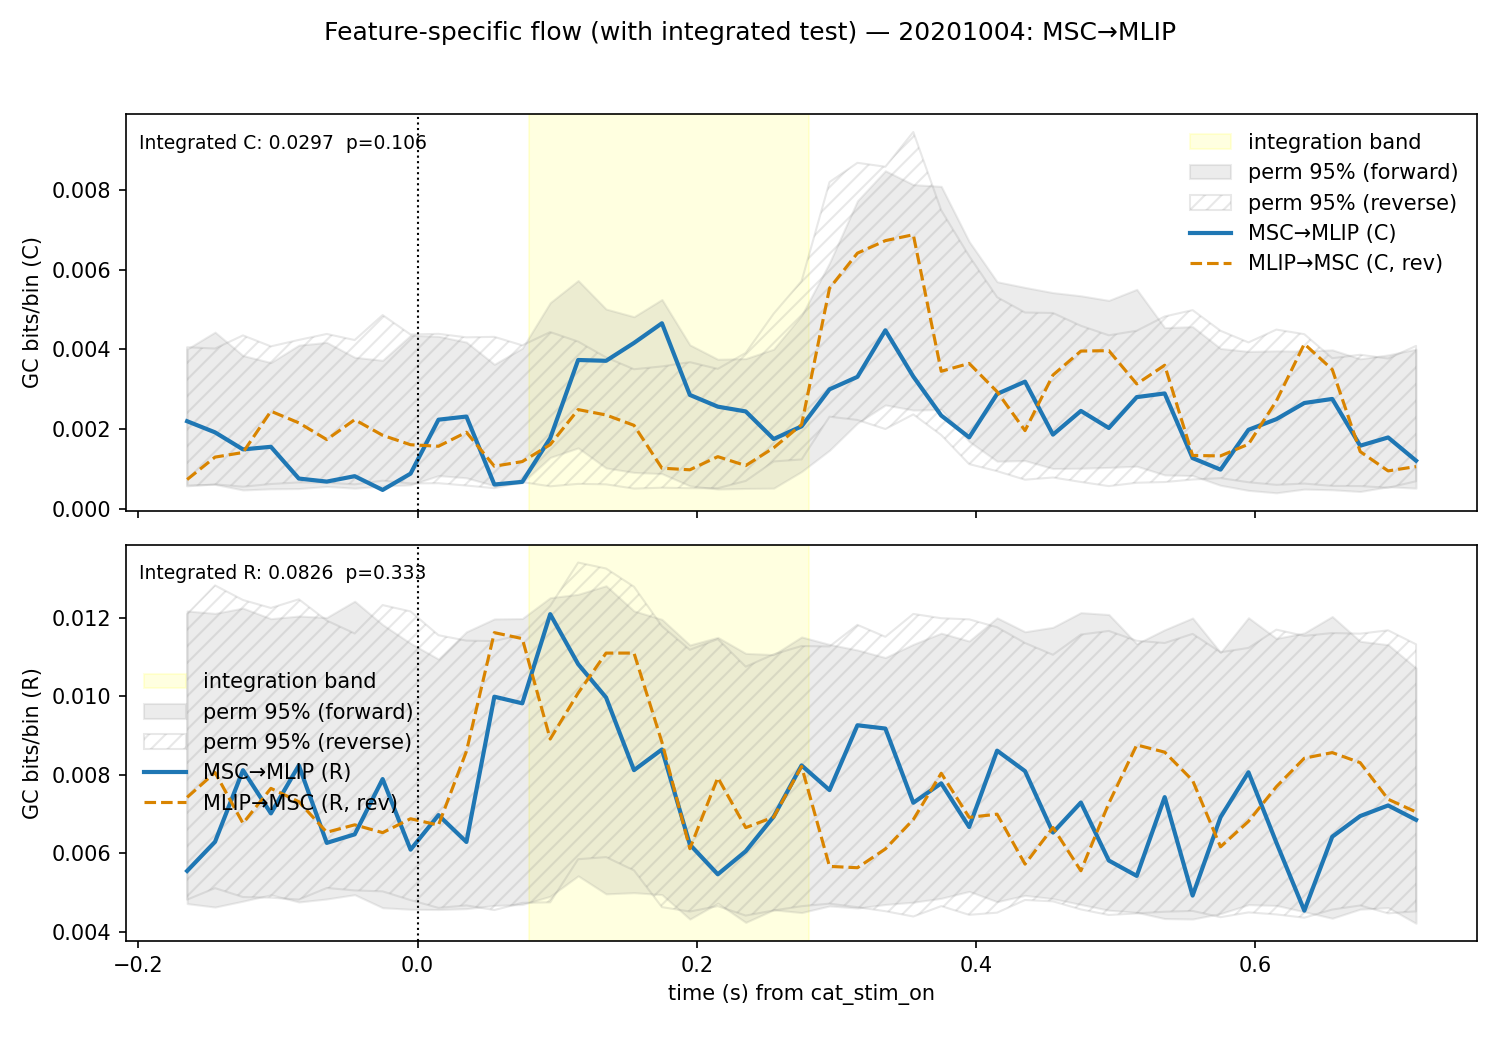 Feature-specific flow (with integrated test) — 20201004: MSC→MLIP
Integrated C: 0.0297  p=0.106
integration band
perm 95% (forward)
perm 95% (reverse)
MSC→MLIP (C)
MLIP→MSC (C, rev)
GC bits/bin (C)
0.008
0.006
0.004
0.002
0.000
Integrated R: 0.0826  p=0.333
integration band
perm 95% (forward)
perm 95% (reverse)
MSC→MLIP (R)
MLIP→MSC (R, rev)
GC bits/bin (R)
0.012
0.010
0.008
0.006
0.004
−0.2
0.0
0.2
0.4
0.6
time (s) from cat_stim_on